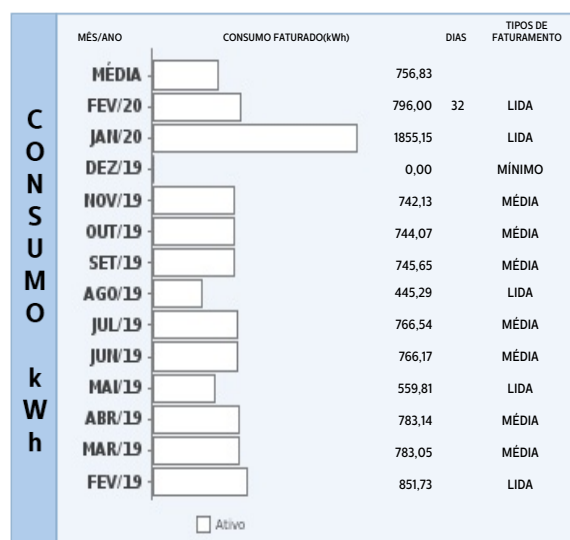 MÊS/ANO CONSUMO FATURADO(kWh) DIAS TIPOS DE FATURAMENTO
MÉDIA 756,83
FEV/20 796,00 32 LIDA
JAN/20 1855,15 LIDA
DEZ/19 0,00 MÍNIMO
NOV/19 742,13 MÉDIA
OUT/19 744,07 MÉDIA
SET/19 745,65 MÉDIA
AGO/19 445,29 LIDA
JUL/19 766,54 MÉDIA
JUN/19 766,17 MÉDIA
MAI/19 559,81 LIDA
ABR/19 783,14 MÉDIA
MAR/19 783,05 MÉDIA
FEV/19 851,73 LIDA
Ativo
CONSUMO kWh